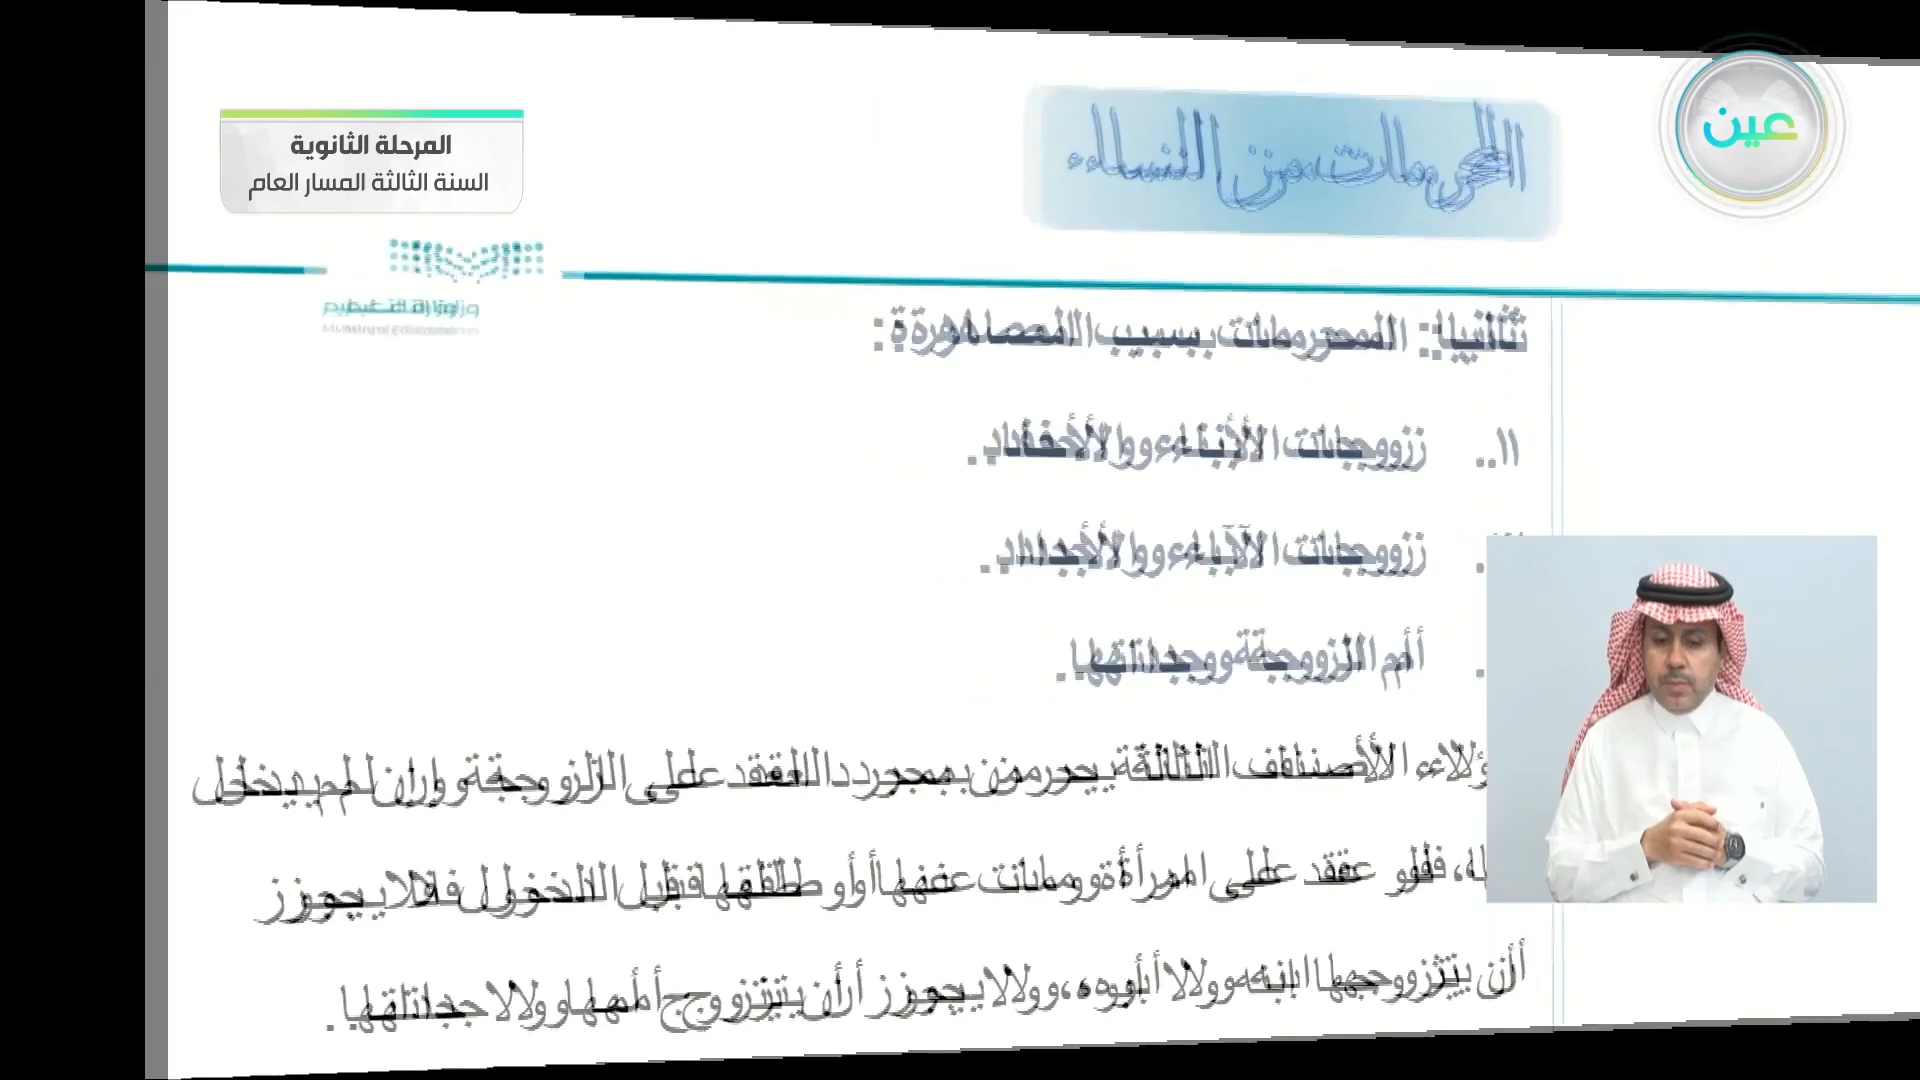 عين
المرحلة الثانوية
السنة الثالثة المسار العام
المحرمات من النساء
وزارة التعليم
Ministry of Education
ثانيا: المحرمات بسبب المصاهرة:
١. زوجات الأبناء والأحفاد.
زوجات الآباء والأجداد.
أم الزوجة وجداتها.
الأصناف الثلاثة يحرمن بمجرد العقد على الزوجة وإن لم يدخل
فلو عقد على امرأة ومات عنها أو طلقها قبل الدخول فلا يجوز
أن يتزوجها ابنه ولا أبوه، ولا يجوز أن يتزوج أمها ولا جداتها.